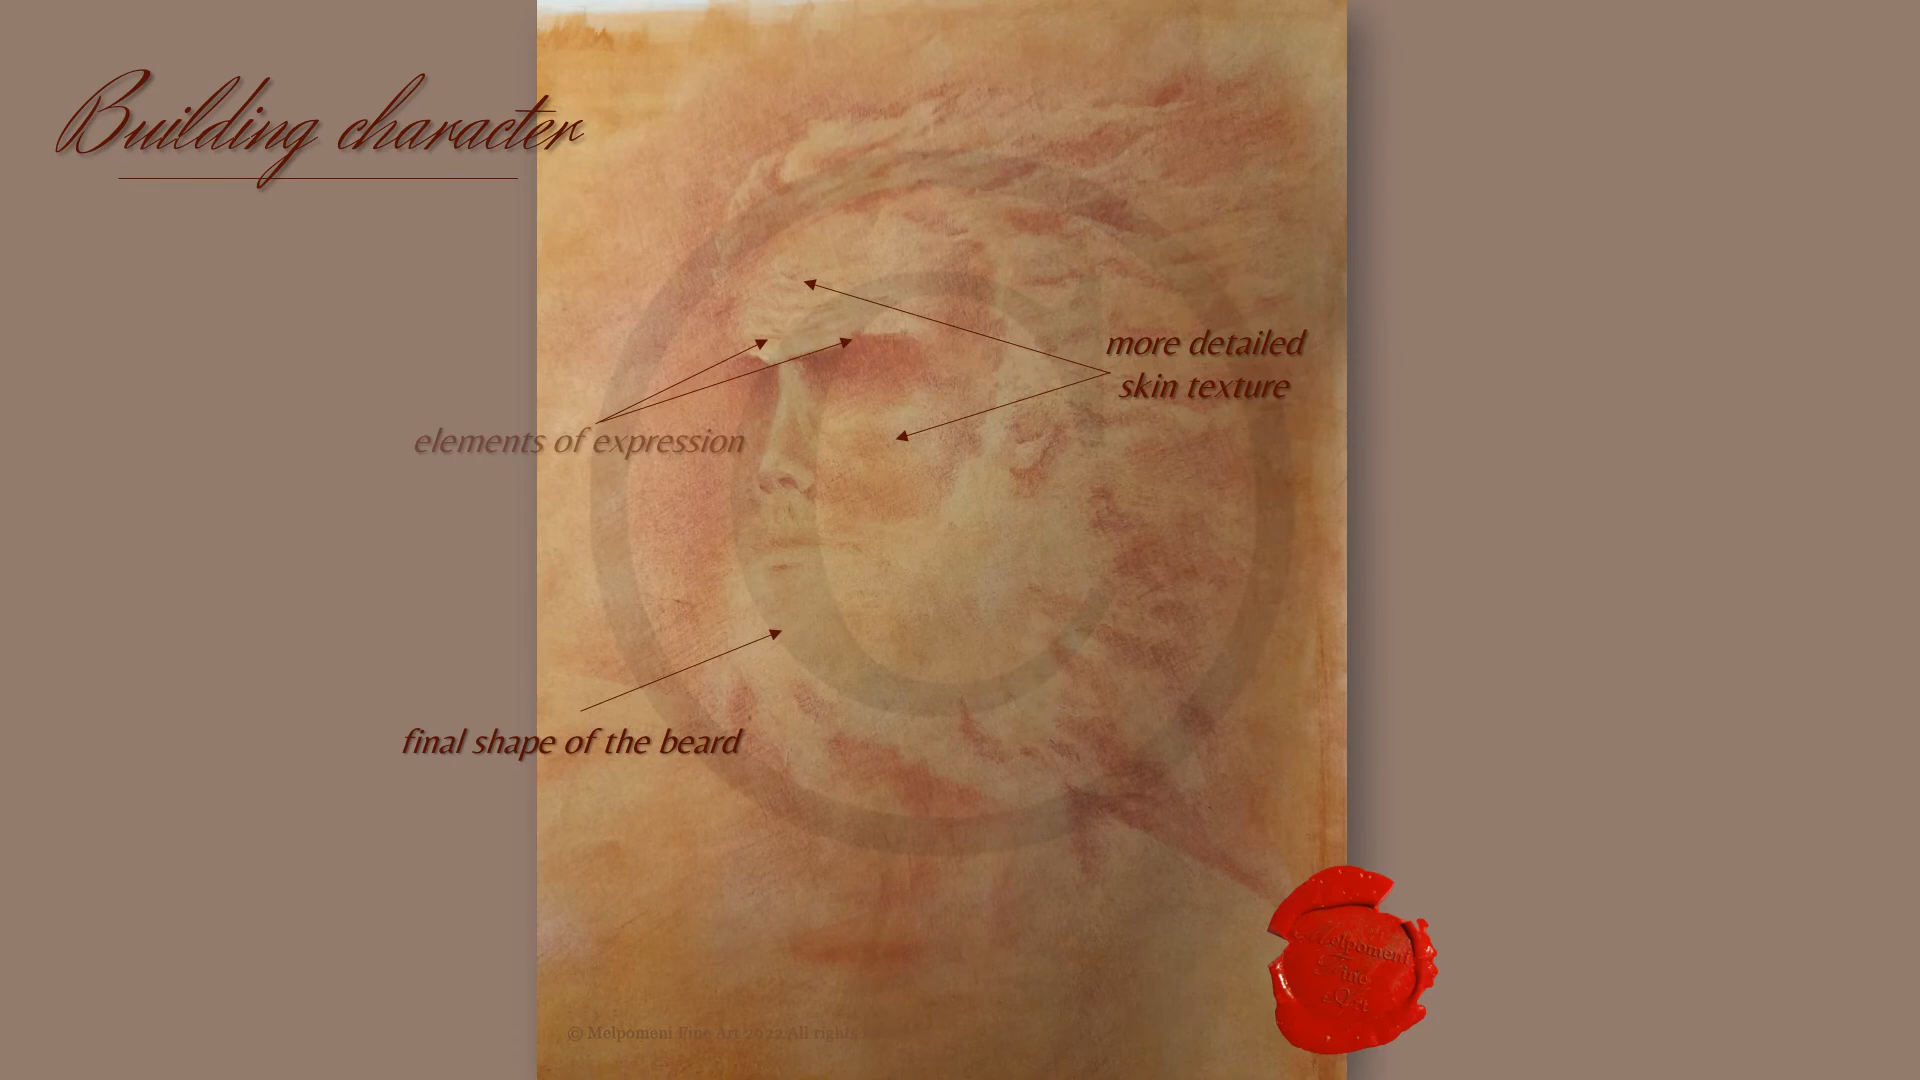 Building character
more detailed
skin texture
elements of expression
final shape of the beard
Melpomeni
Fine
Art
© Melpomeni Fine Art 2022 All rights